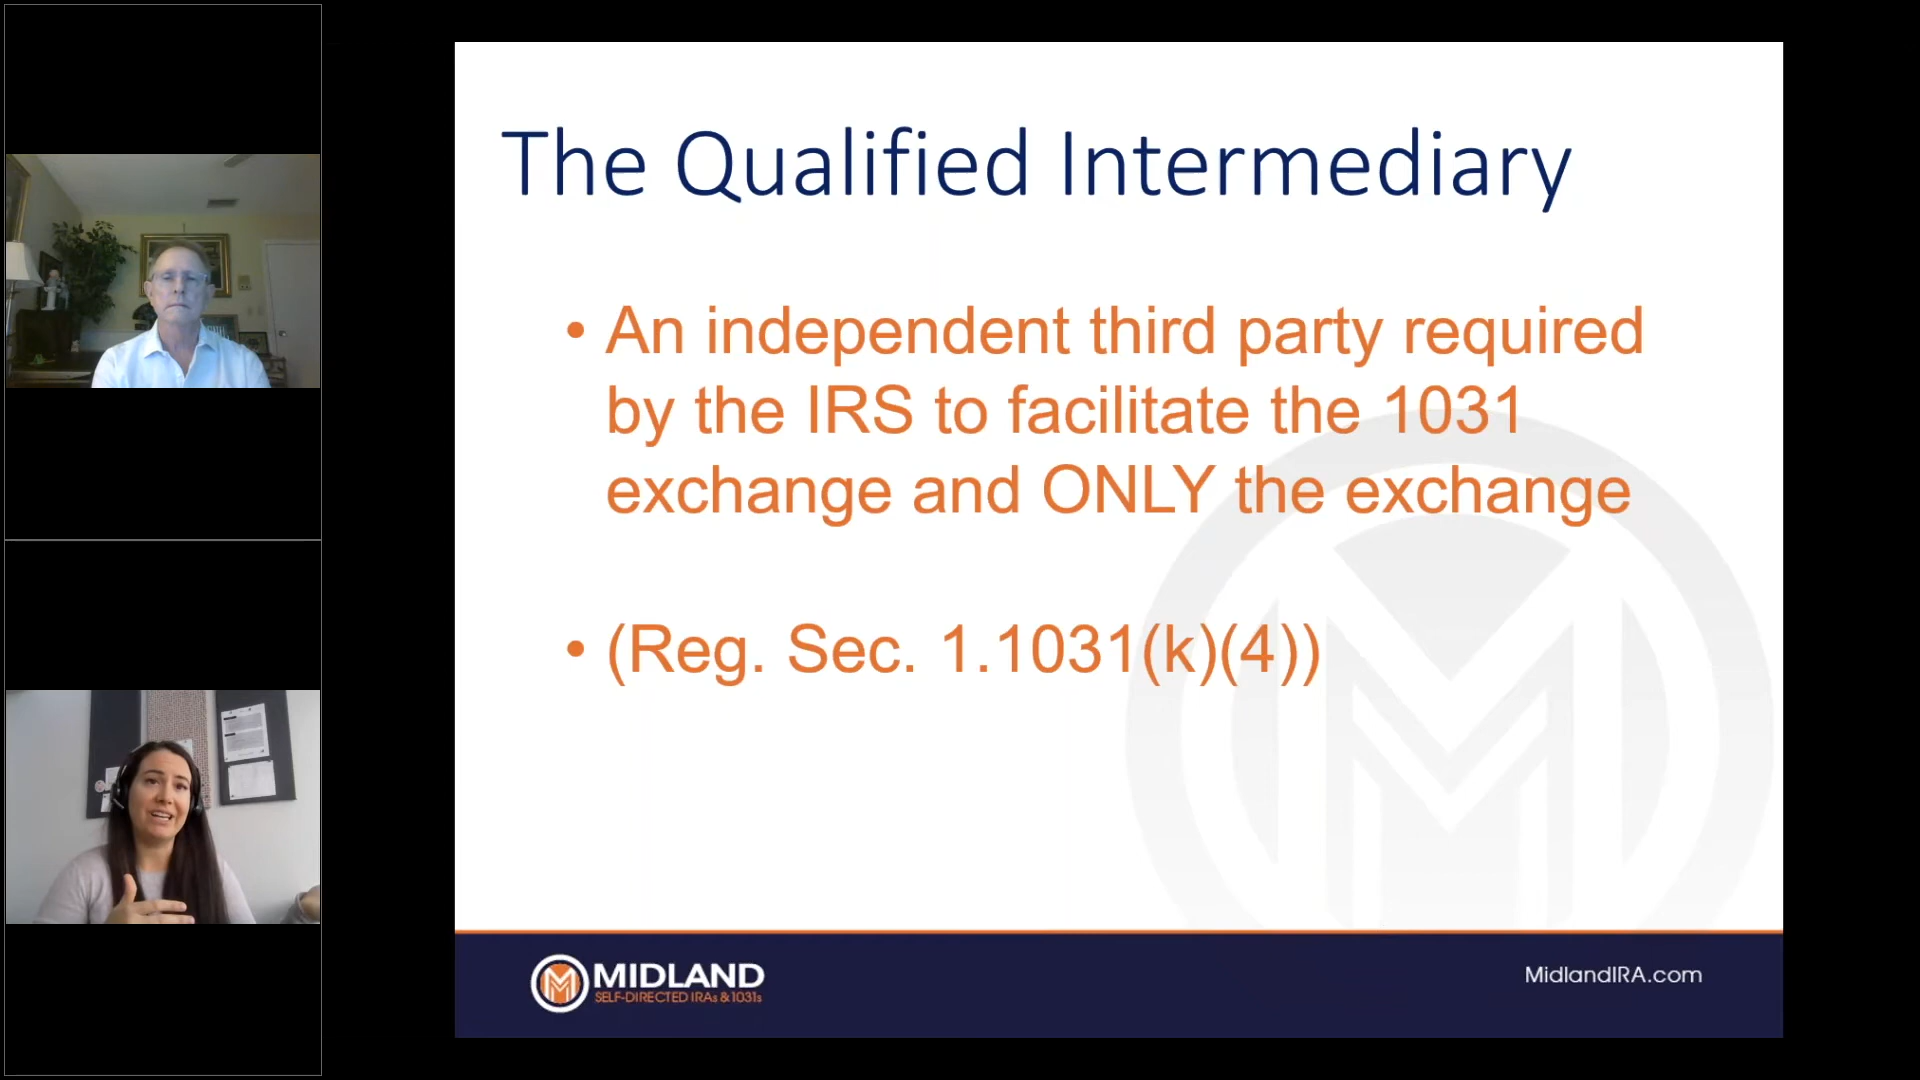 The Qualified Intermediary
• An independent third party required
by the IRS to facilitate the 1031
exchange and ONLY the exchange
• (Reg. Sec. 1.1031(k)(4))
MIDLAND
SELF-DIRECTED IRAs & 1031s
MidlandIRA.com